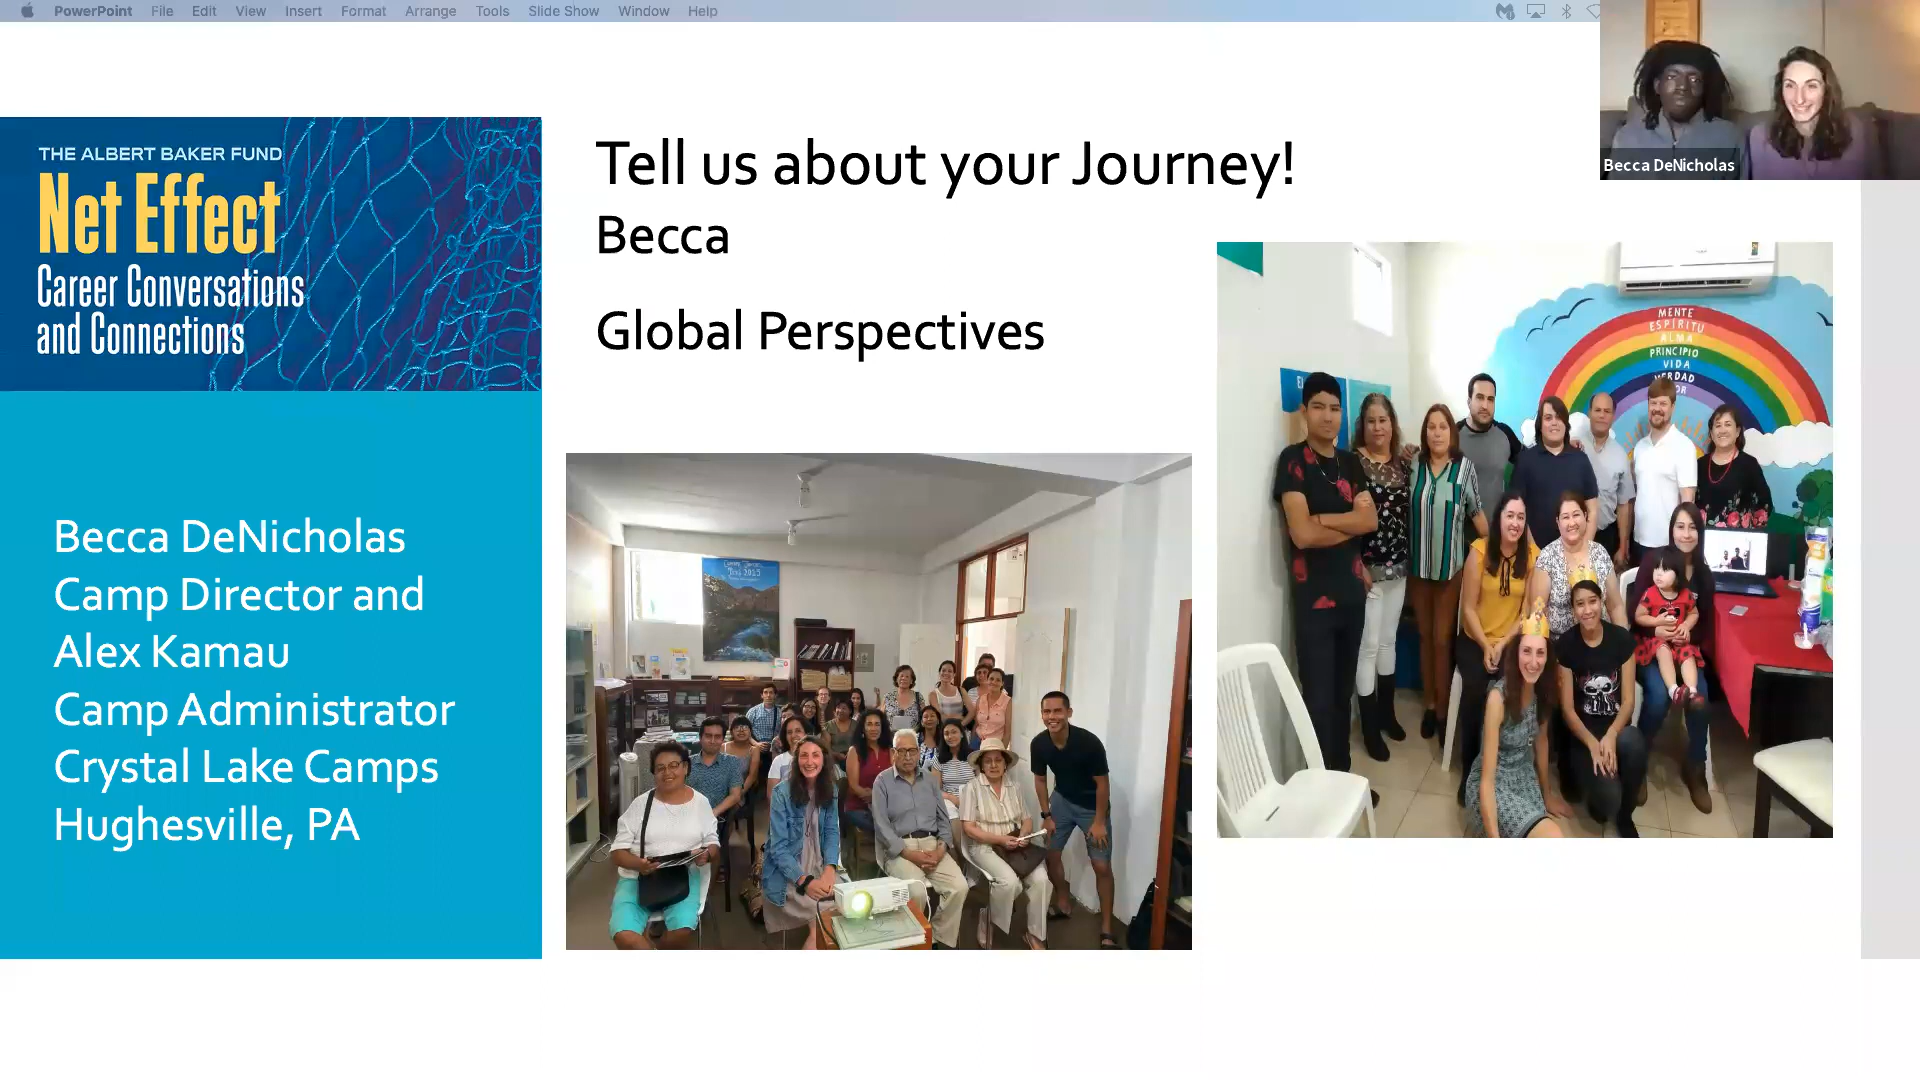 PowerPoint File Edit View Insert Format Arrange Tools Slide Show Window Help
Becca DeNicholas
THE ALBERT BAKER FUND
Net Effect
Career Conversations
and Connections
Becca DeNicholas
Camp Director and
Alex Kamau
Camp Administrator
Crystal Lake Camps
Hughesville, PA
Tell us about your Journey!
Becca
Global Perspectives
MENTE
ESPÍRITU
ALMA
PRINCIPIO
VIDA
VERDAD